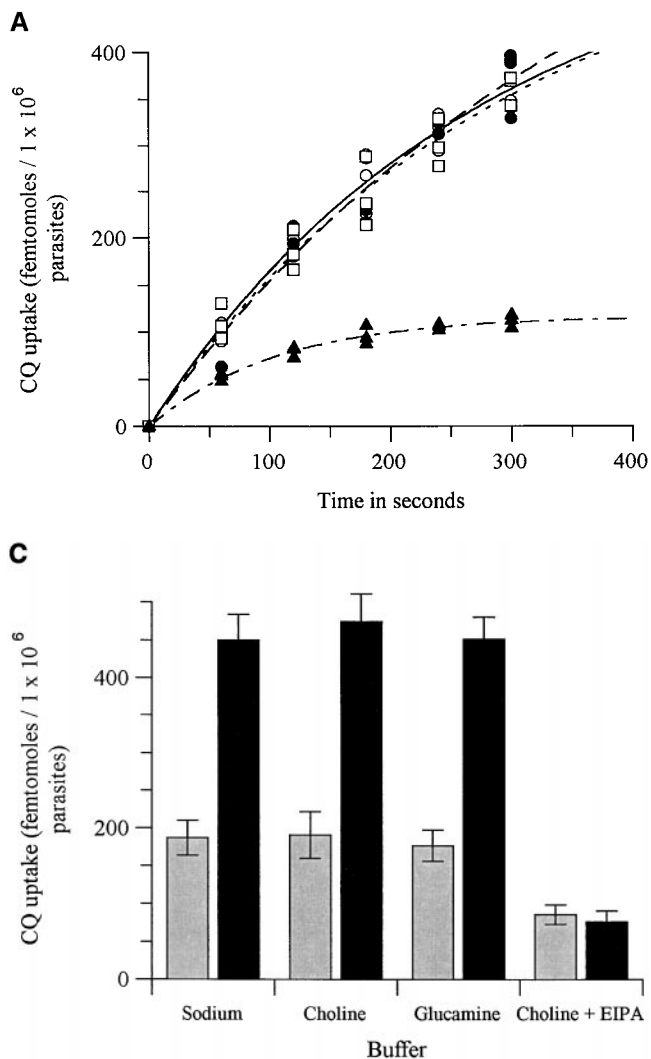 A
CQ uptake (femtomoles / 1 x 10⁶
parasites)
400
200
0
0 100 200 300 400
Time in seconds
C
CQ uptake (femtomoles / 1 x 10⁶
parasites)
400
200
0
Sodium Choline Glucamine Choline + EIPA
Buffer